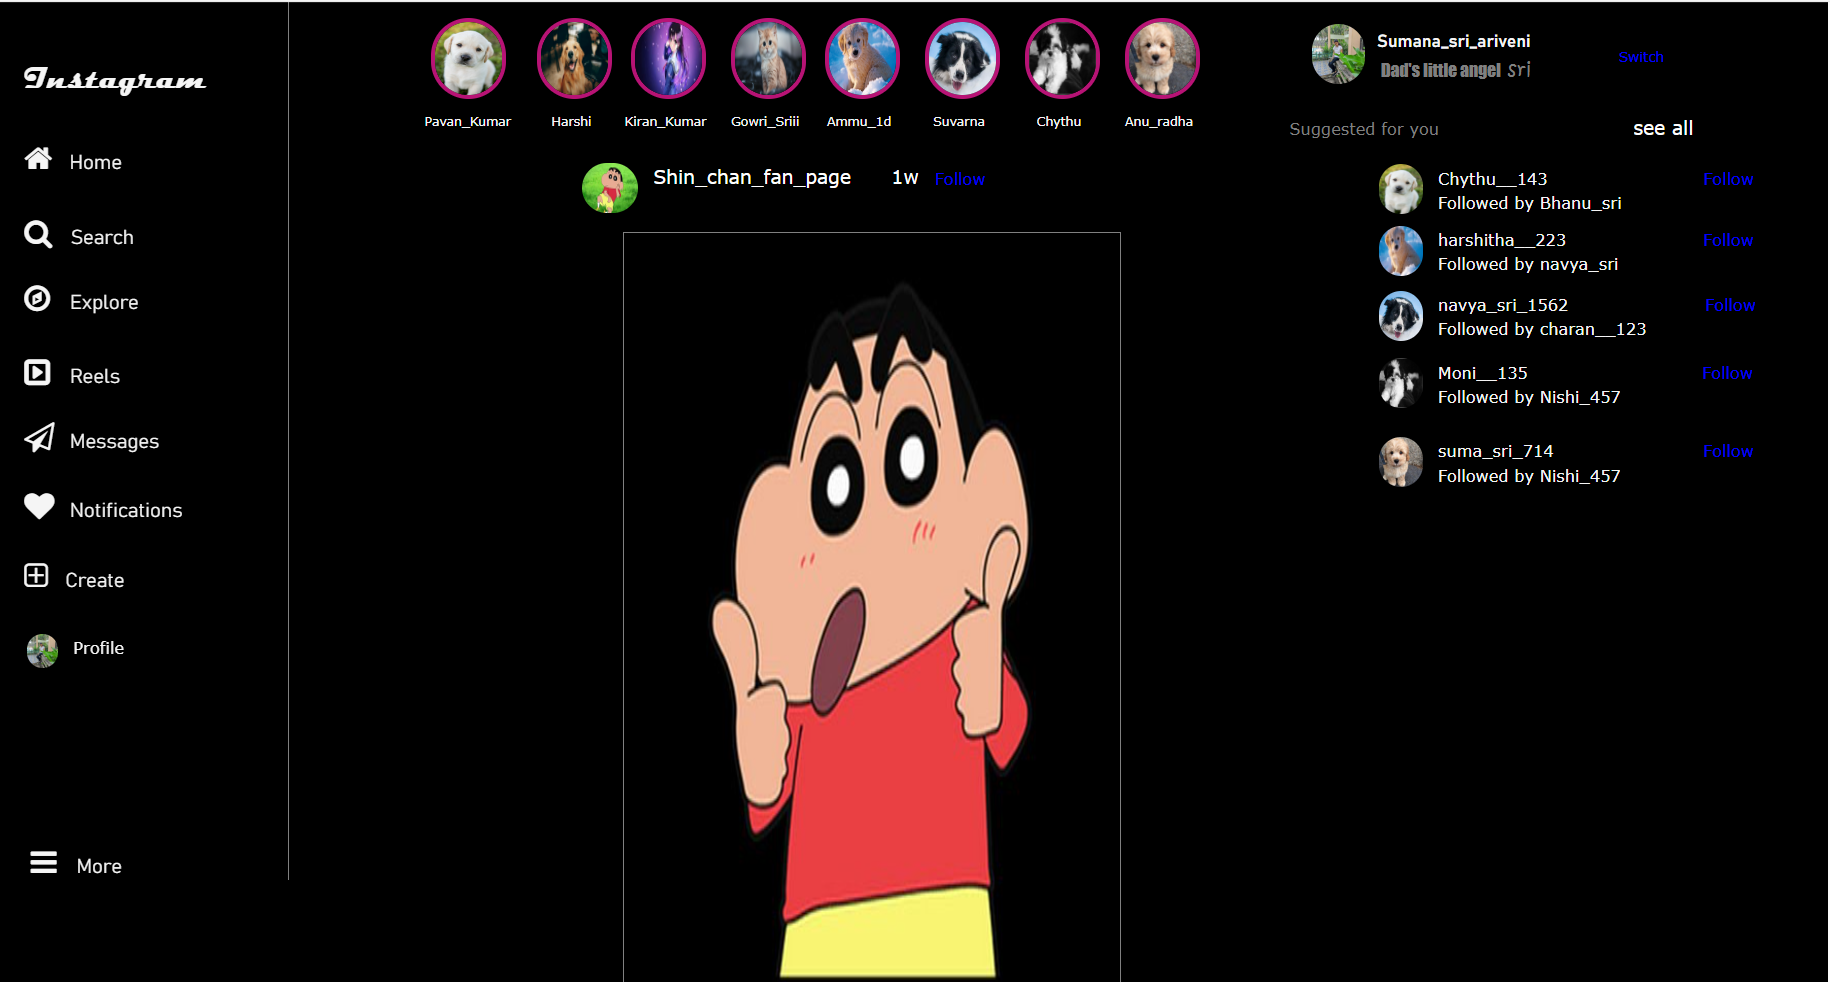 Instagram
Home
Search
Explore
Reels
Messages
Notifications
Create
Profile
More
Pavan_Kumar
Harshi
Kiran_Kumar
Gowri_Sriii
Ammu_1d
Suvarna
Chythu
Anu_radha
Shin_chan_fan_page 1w Follow
Sumana_sri_ariveni
Dad's little angel sri
Switch
Suggested for you see all
Chythu__143 Follow
Followed by Bhanu_sri
harshitha__223 Follow
Followed by navya_sri
navya_sri_1562 Follow
Followed by charan__123
Moni__135 Follow
Followed by Nishi_457
suma_sri_714 Follow
Followed by Nishi_457